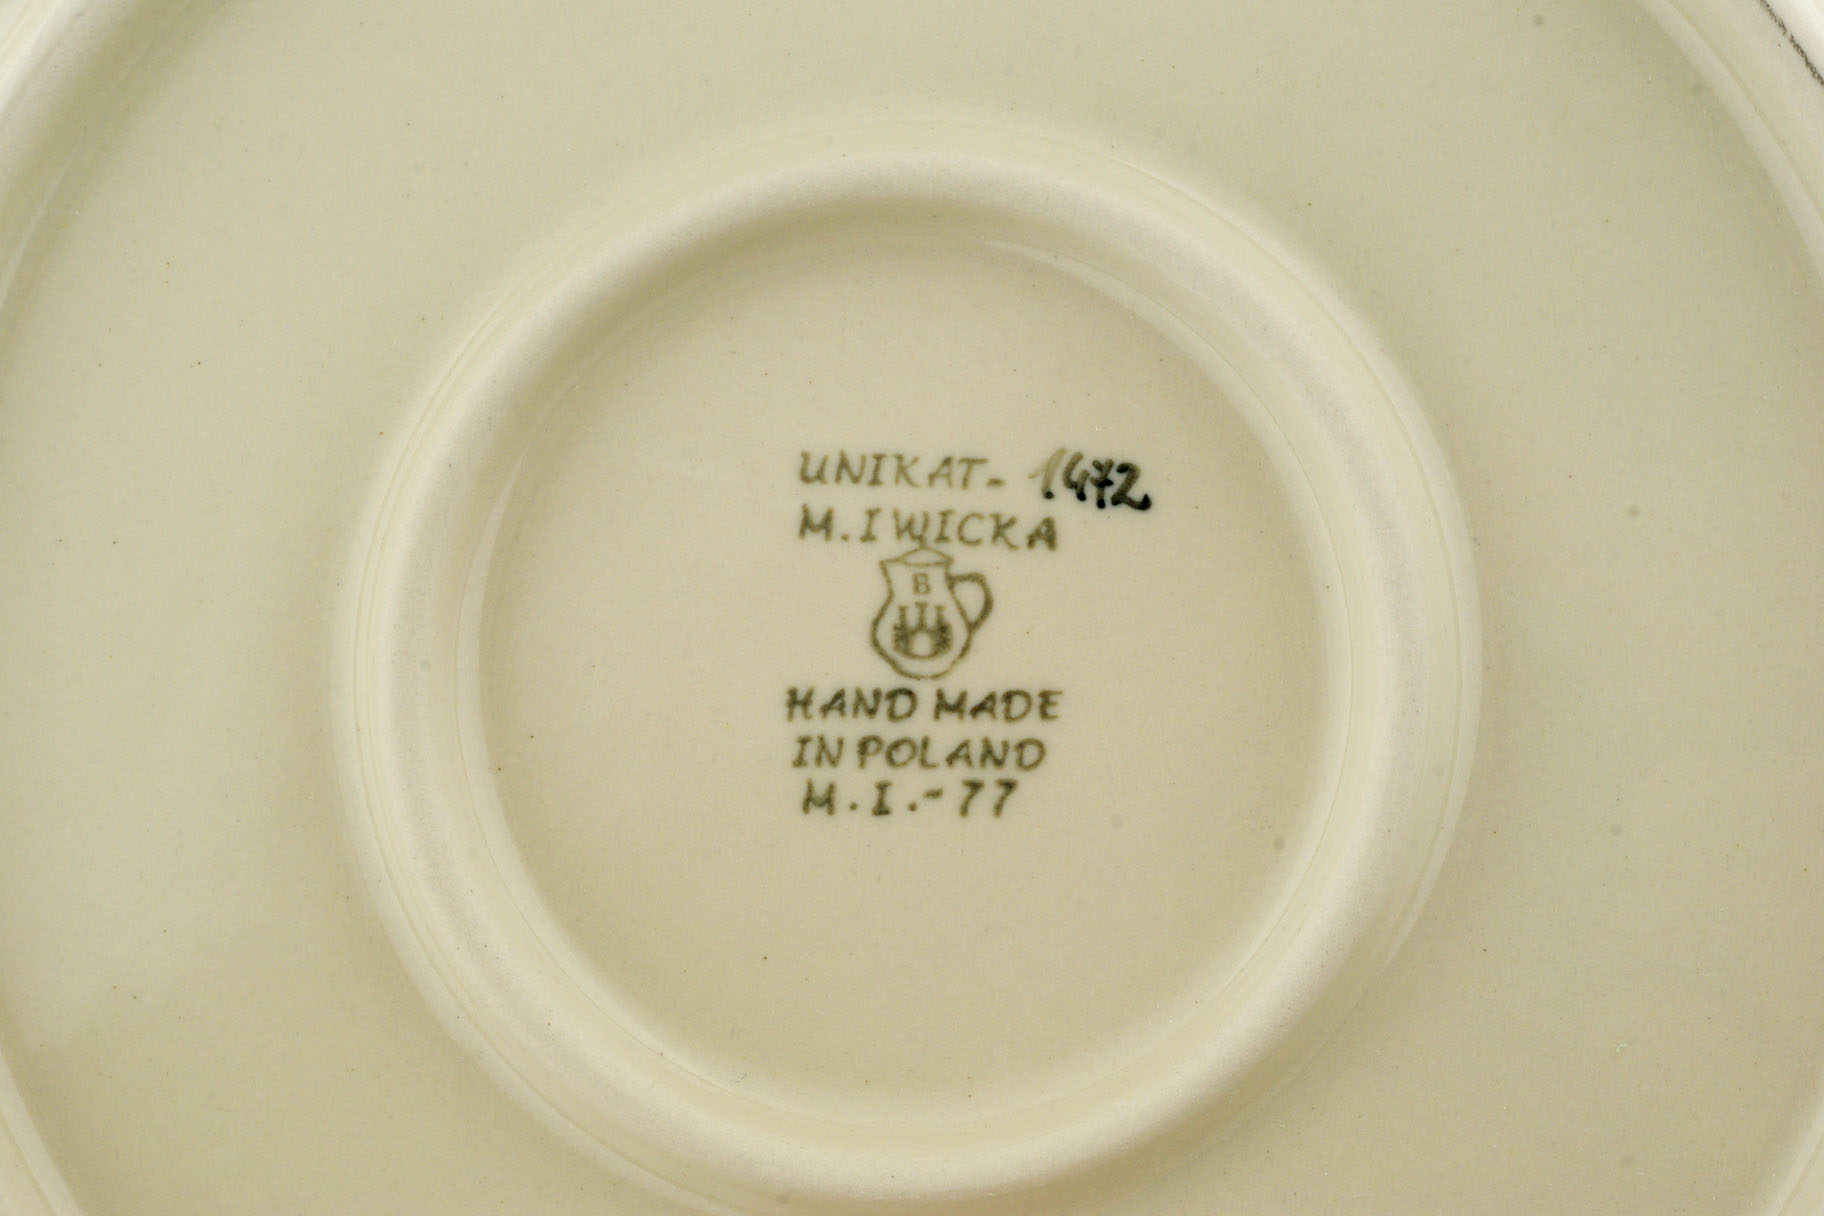 UNIKAT- 1472
M. IWICKA
B
HAND MADE
IN POLAND
M.I.-77